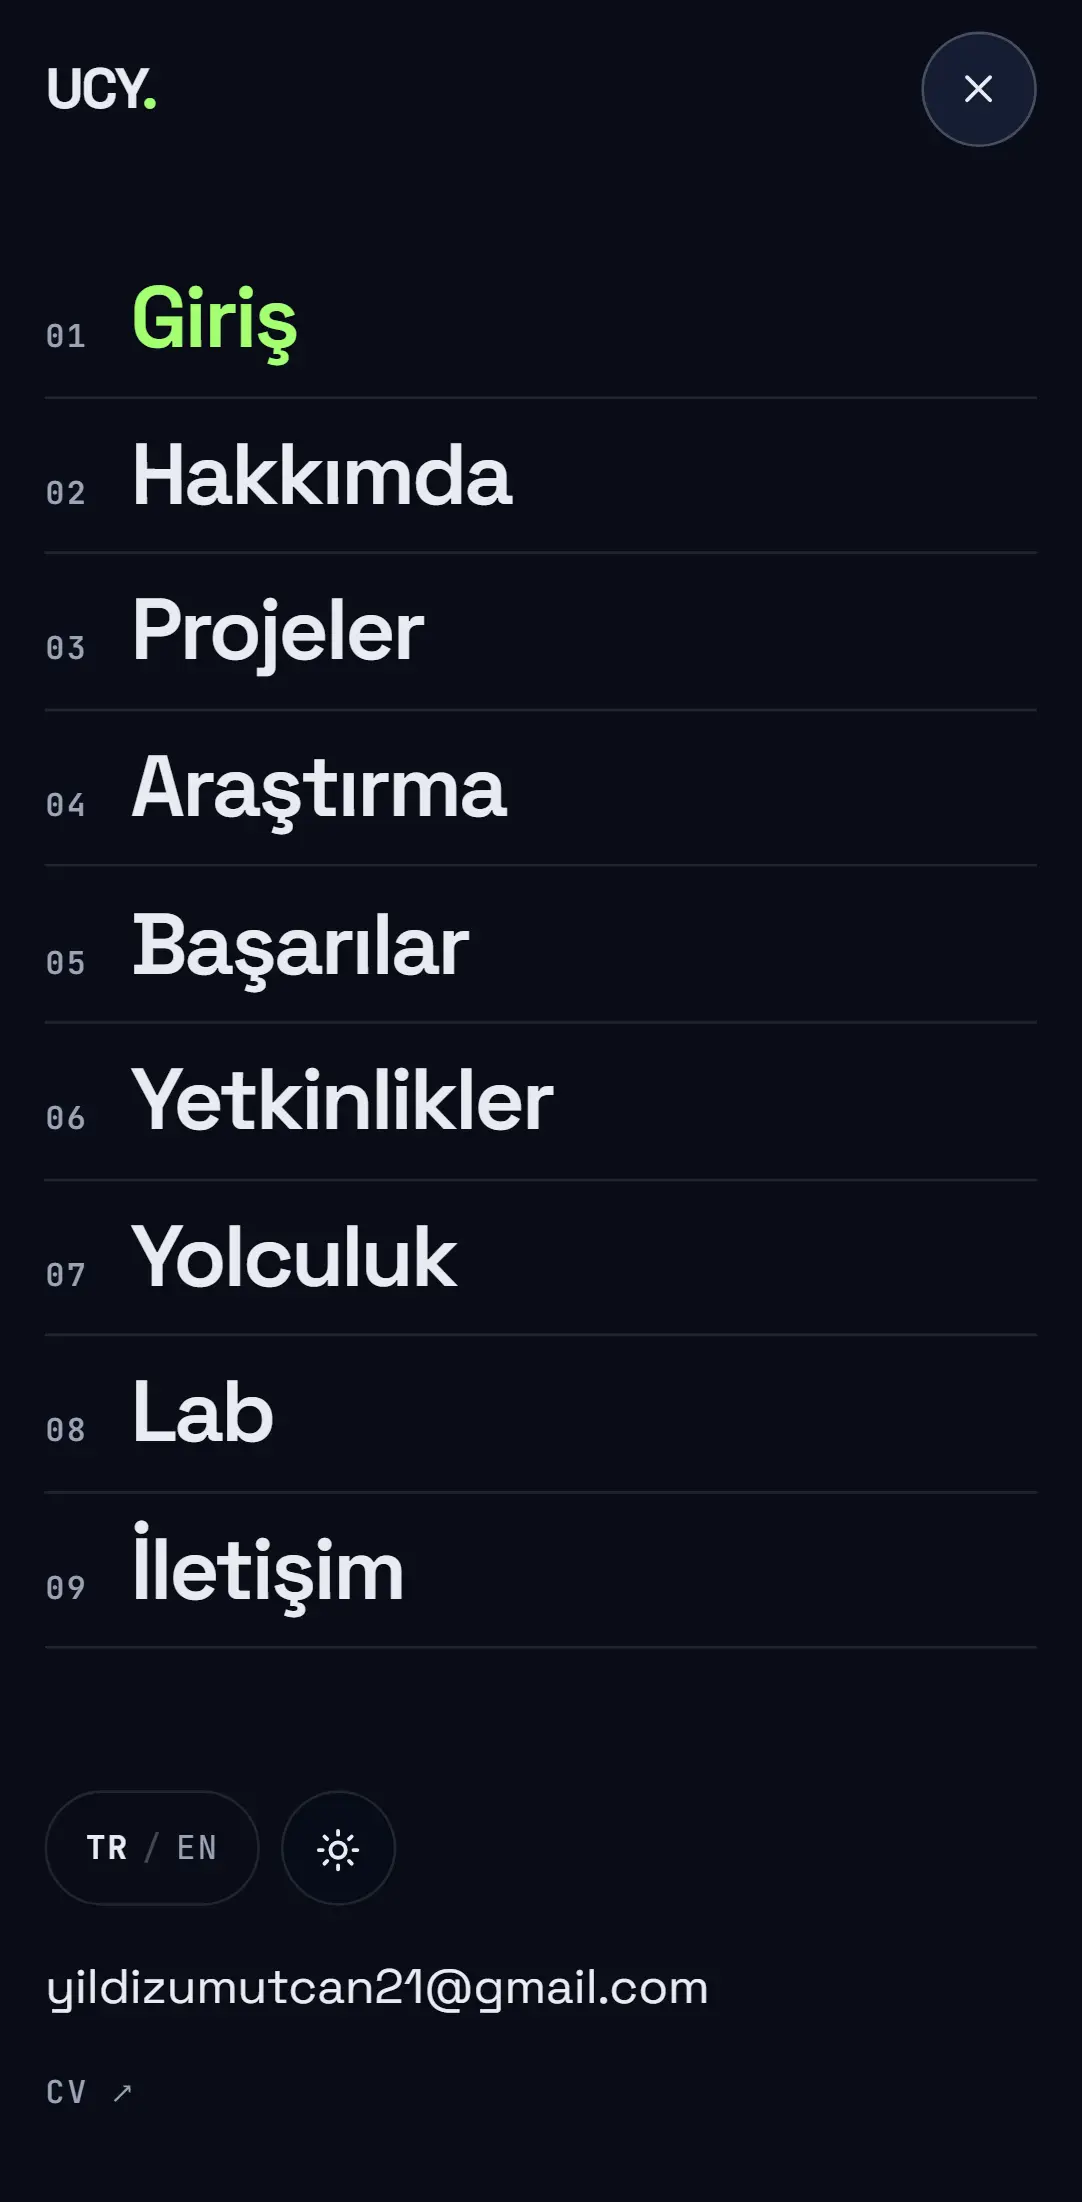 UCY.
01 Giriş
02 Hakkımda
03 Projeler
04 Araştırma
05 Başarılar
06 Yetkinlikler
07 Yolculuk
08 Lab
09 İletişim
TR / EN
yildizumutcan21@gmail.com
CV ↗